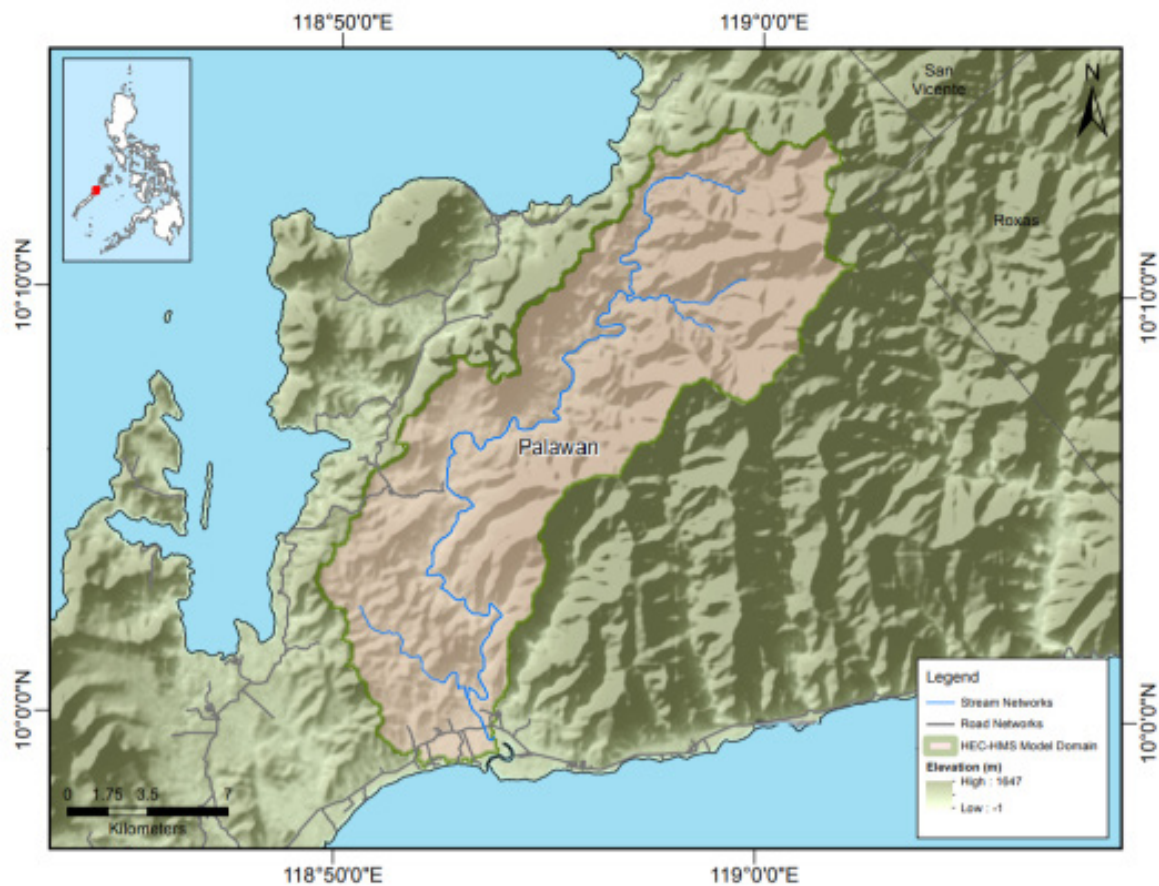 118°50'0"E
119°0'0"E
San
Vicente
N
Roxas
10°10'0"N
10°10'0"N
Palawan
10°0'0"N
10°0'0"N
Legend
Stream Networks
Road Networks
HEC-HMS Model Domain
Elevation (m)
High : 1647
Low : -1
0 1.75 3.5 7
Kilometers
118°50'0"E
119°0'0"E